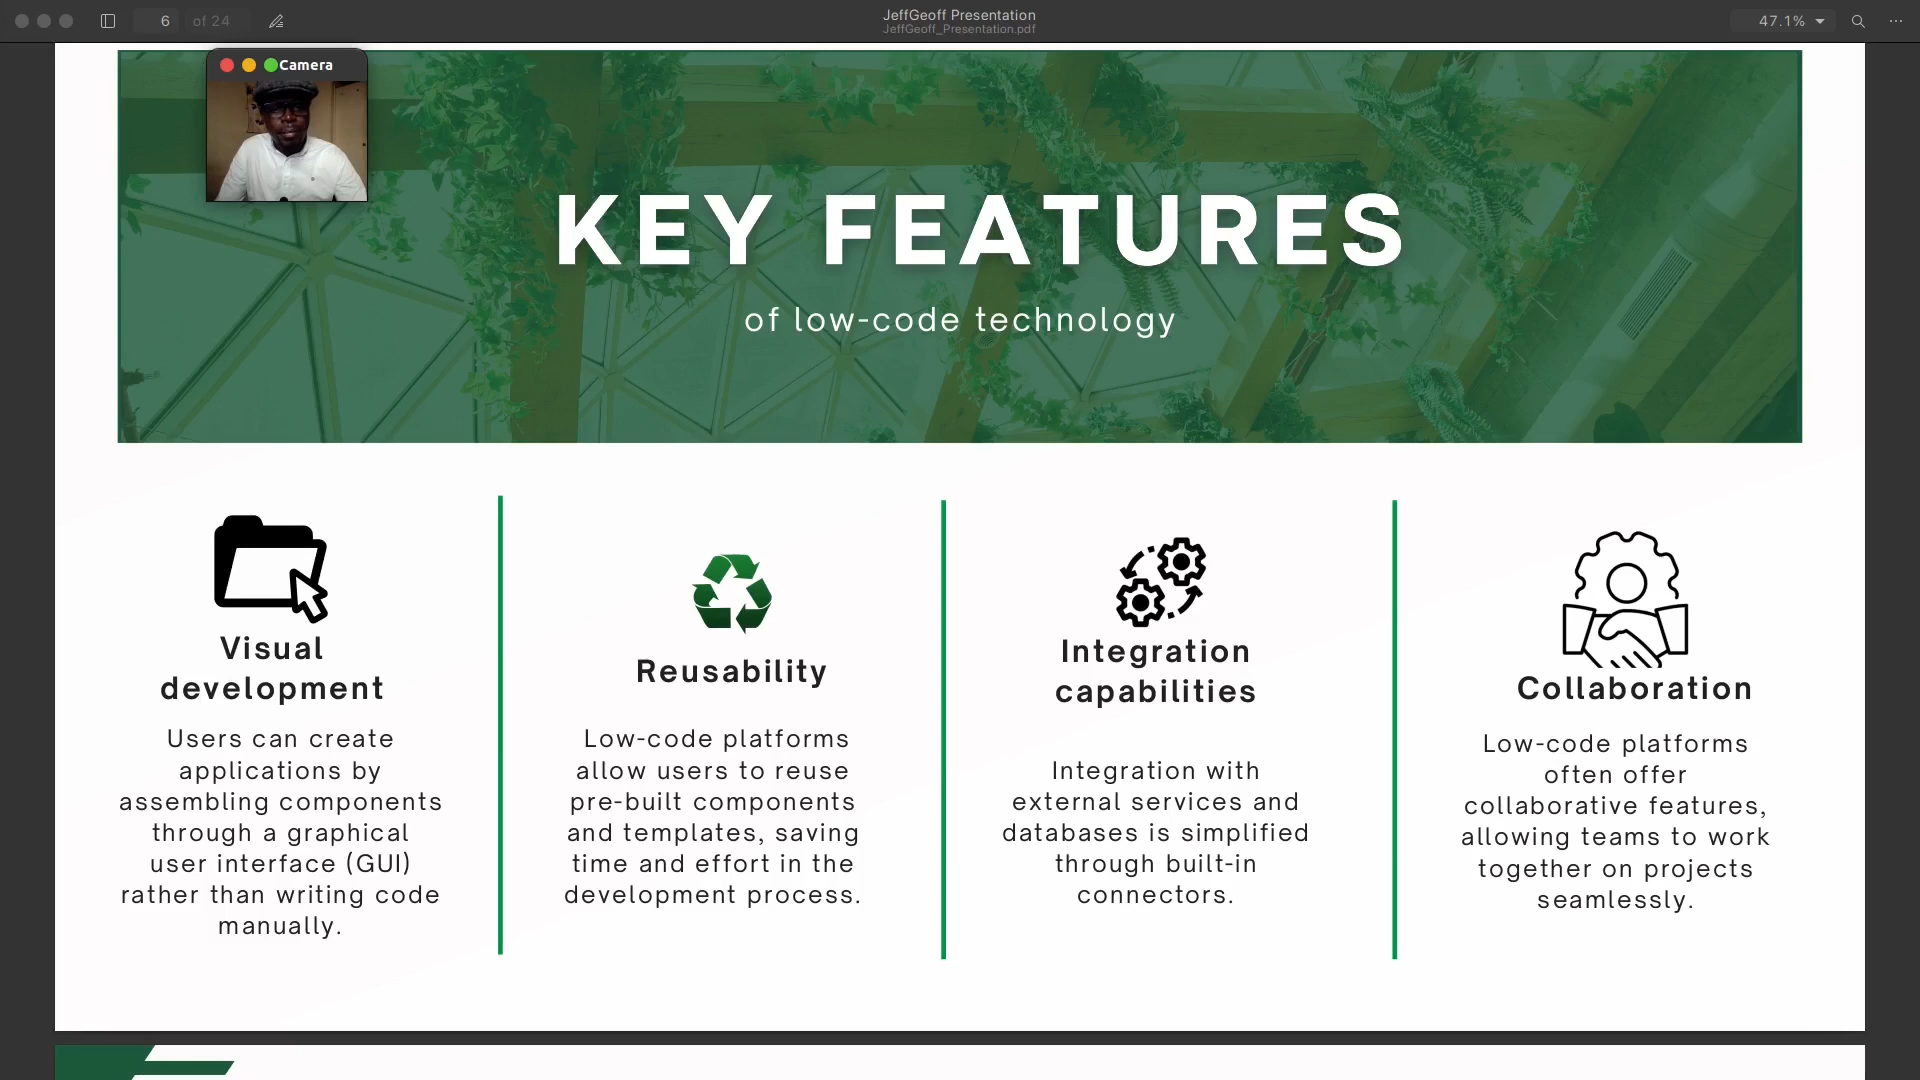 6 of 24
JeffGeoff Presentation
JeffGeoff_Presentation.pdf
47.1%
Camera
KEY FEATURES
of low-code technology
Visual
development
Users can create
applications by
assembling components
through a graphical
user interface (GUI)
rather than writing code
manually.
Reusability
Low-code platforms
allow users to reuse
pre-built components
and templates, saving
time and effort in the
development process.
Integration
capabilities
Integration with
external services and
databases is simplified
through built-in
connectors.
Collaboration
Low-code platforms
often offer
collaborative features,
allowing teams to work
together on projects
seamlessly.